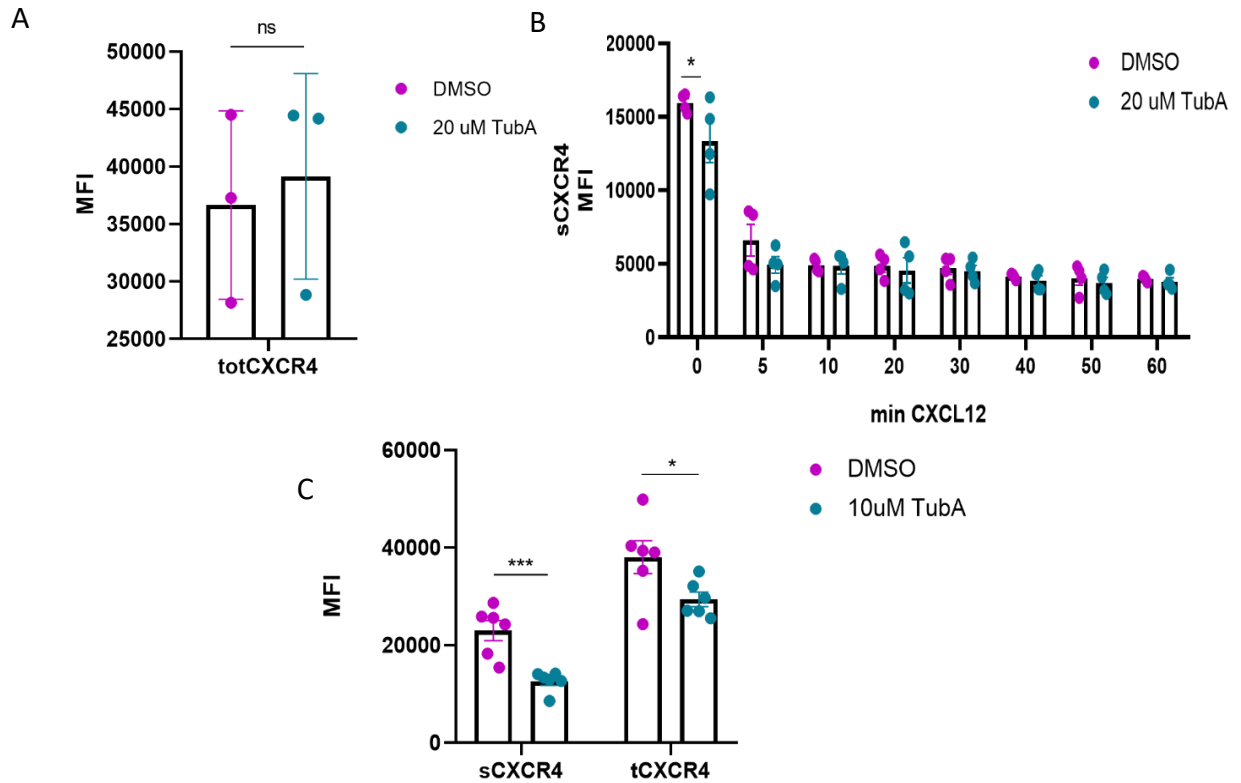 A
ns
50000
45000
40000
35000
30000
25000
MFI
totCXCR4
DMSO
20 uM TubA
B
20000
15000
10000
5000
0
sCXCR4
MFI
*
DMSO
20 uM TubA
0 5 10 20 30 40 50 60
min CXCL12
C
60000
40000
20000
0
MFI
***
*
sCXCR4 tCXCR4
DMSO
10uM TubA